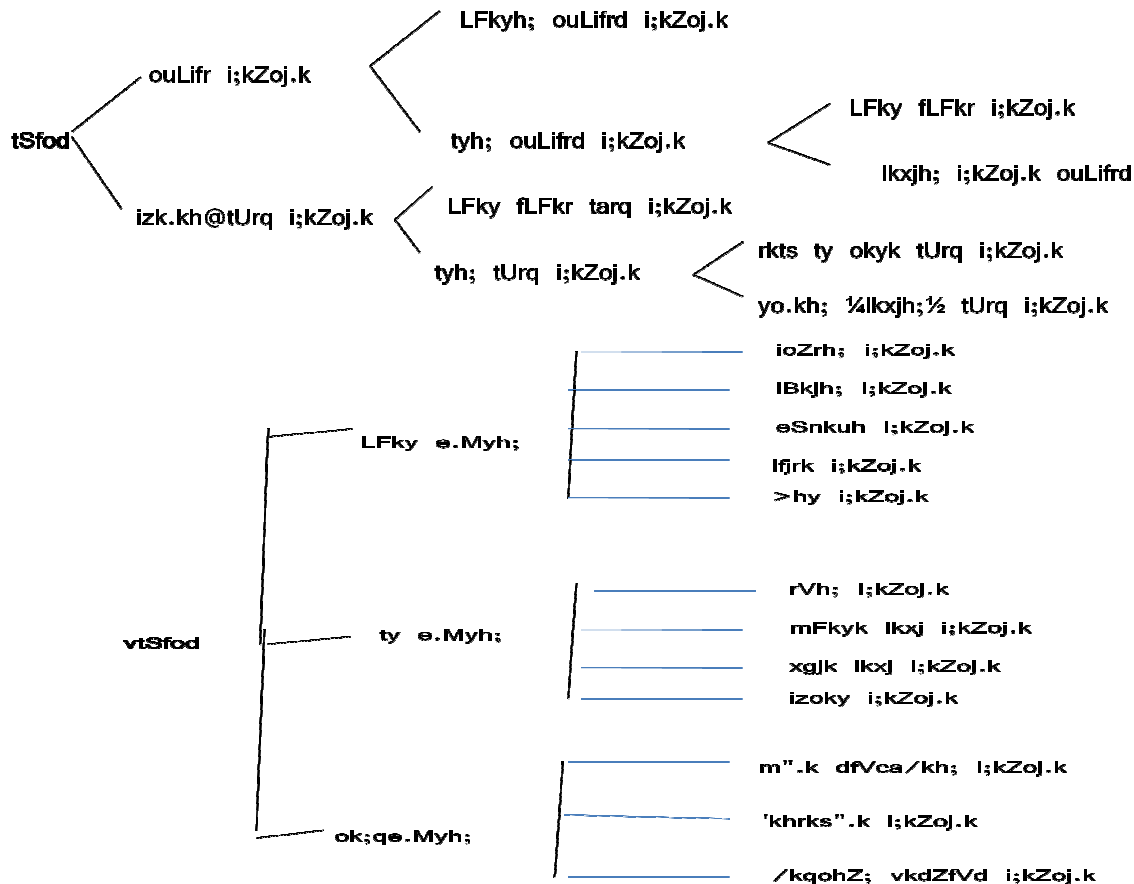 LFkyh; ouLifrd i;kZoj.k
ouLifr i;kZoj.k
LFky fLFkr i;kZoj.k
tSfod
tyh; ouLifrd i;kZoj.k
lkxjh; i;kZoj.k ouLifrd
izk.kh@tUrq i;kZoj.k
LFky fLFkr tarq i;kZoj.k
rkts ty okyk tUrq i;kZoj.k
tyh; tUrq i;kZoj.k
yo.kh; ¼lkxjh;½ tUrq i;kZoj.k
ioZrh; i;kZoj.k
iBkjh; i;kZoj.k
eSnkuh i;kZoj.k
LFky e.Myh;
lfjrk i;kZoj.k
>hy i;kZoj.k
rVh; i;kZoj.k
mFkyk lkxj i;kZoj.k
vtSfod
ty e.Myh;
xgjk lkxj i;kZoj.k
izoky i;kZoj.k
m".k dfVca/kh; i;kZoj.k
'khrks".k i;kZoj.k
ok;qe.Myh;
/kqohZ; vkdZfVd i;kZoj.k